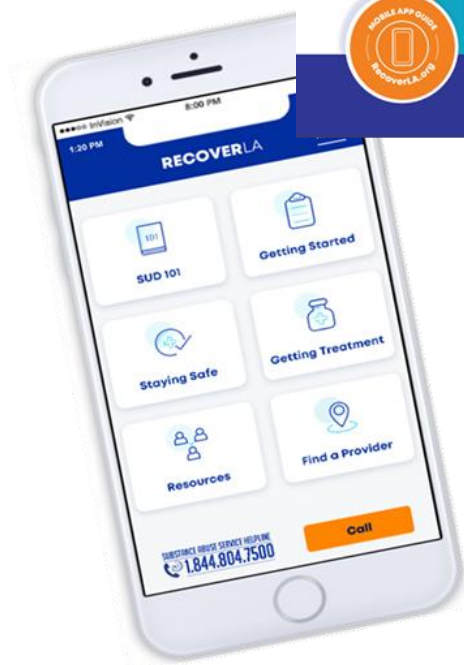 MOBILE APP GUIDE
RecoverLA.org
InVision
8:00 PM
1:20 PM
RECOVERLA
101
SUD 101
Getting Started
Staying Safe
Getting Treatment
Resources
Find a Provider
SUBSTANCE ABUSE SERVICE HELPLINE
1.844.804.7500
Call